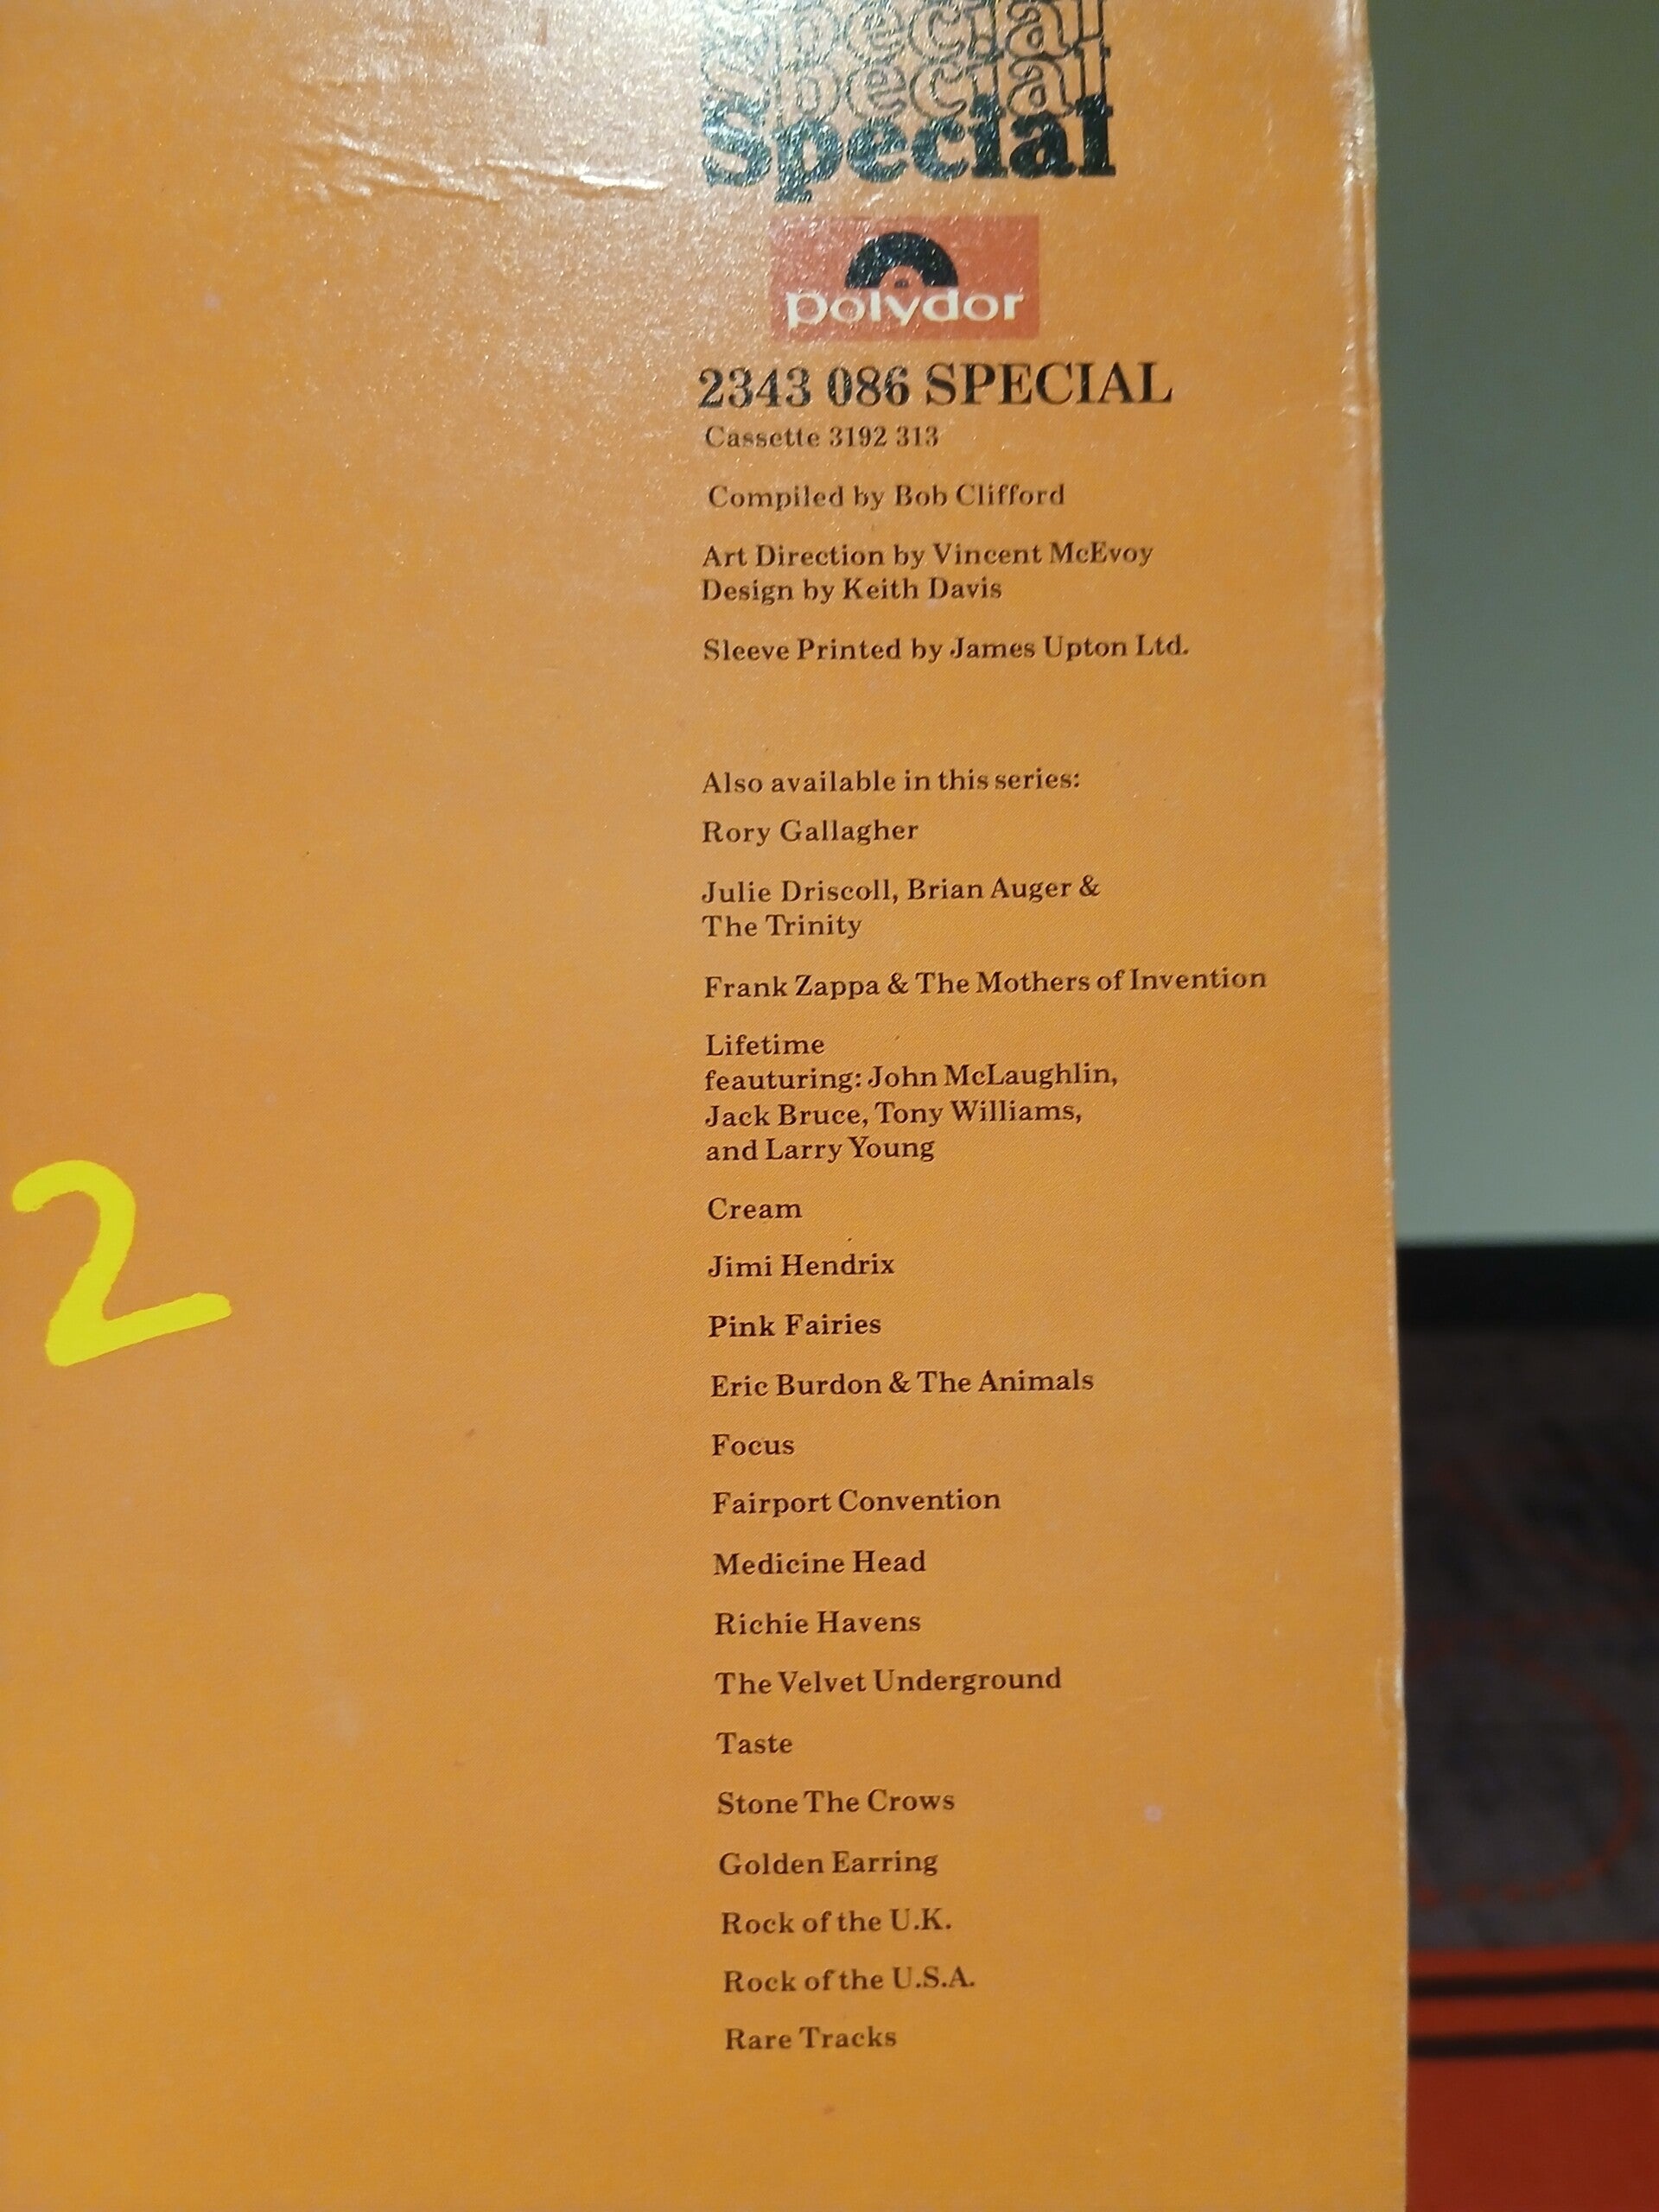 Special
Special
Special
polydor
2343 086 SPECIAL
Cassette 3192 313
Compiled by Bob Clifford
Art Direction by Vincent McEvoy
Design by Keith Davis
Sleeve Printed by James Upton Ltd.
Also available in this series:
Rory Gallagher
Julie Driscoll, Brian Auger &
The Trinity
Frank Zappa & The Mothers of Invention
Lifetime
feauturing: John McLaughlin,
Jack Bruce, Tony Williams,
and Larry Young
Cream
Jimi Hendrix
Pink Fairies
Eric Burdon & The Animals
Focus
Fairport Convention
Medicine Head
Richie Havens
The Velvet Underground
Taste
Stone The Crows
Golden Earring
Rock of the U.K.
Rock of the U.S.A.
Rare Tracks
2